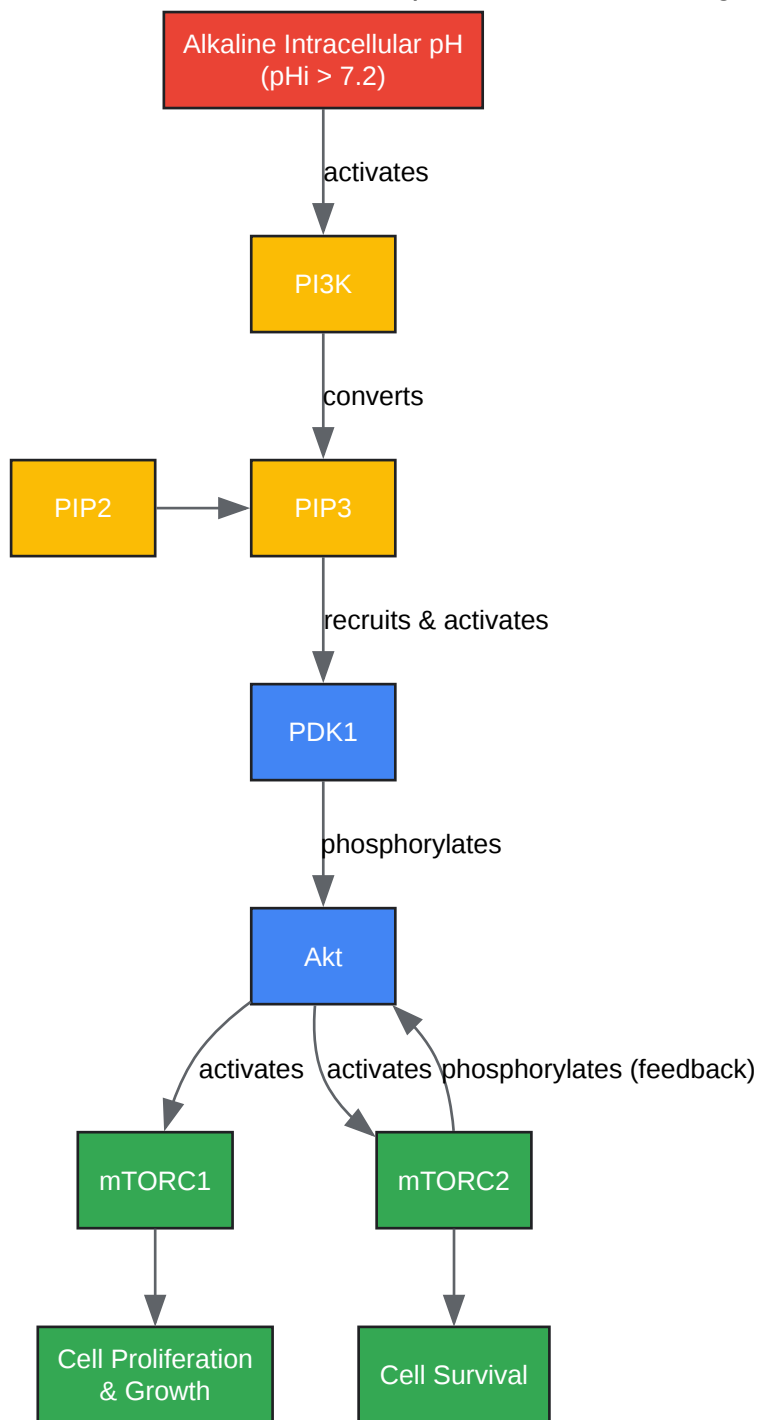 Alkaline Intracellular pH
(pHi > 7.2)
activates
PI3K
converts
PIP2
PIP3
recruits & activates
PDK1
phosphorylates
Akt
activates
activates
phosphorylates (feedback)
mTORC1
mTORC2
Cell Proliferation
& Growth
Cell Survival